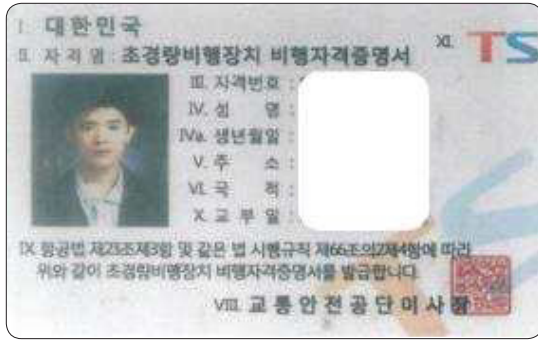 I. 대한민국
II. 자 격 명 : 초경량비행장치 비행자격증명서
XI. TS
III. 자격번호 :
IV. 성 명 :
IVa. 생년월일 :
V. 주 소 :
VI. 국 적 :
X. 교 부 일 :
IX. 항공법 제23조제3항 및 같은 법 시행규칙 제66조의2제4항에 따라
위와 같이 초경량비행장치 비행자격증명서를 발급합니다.
VIII. 교통안전공단이사장